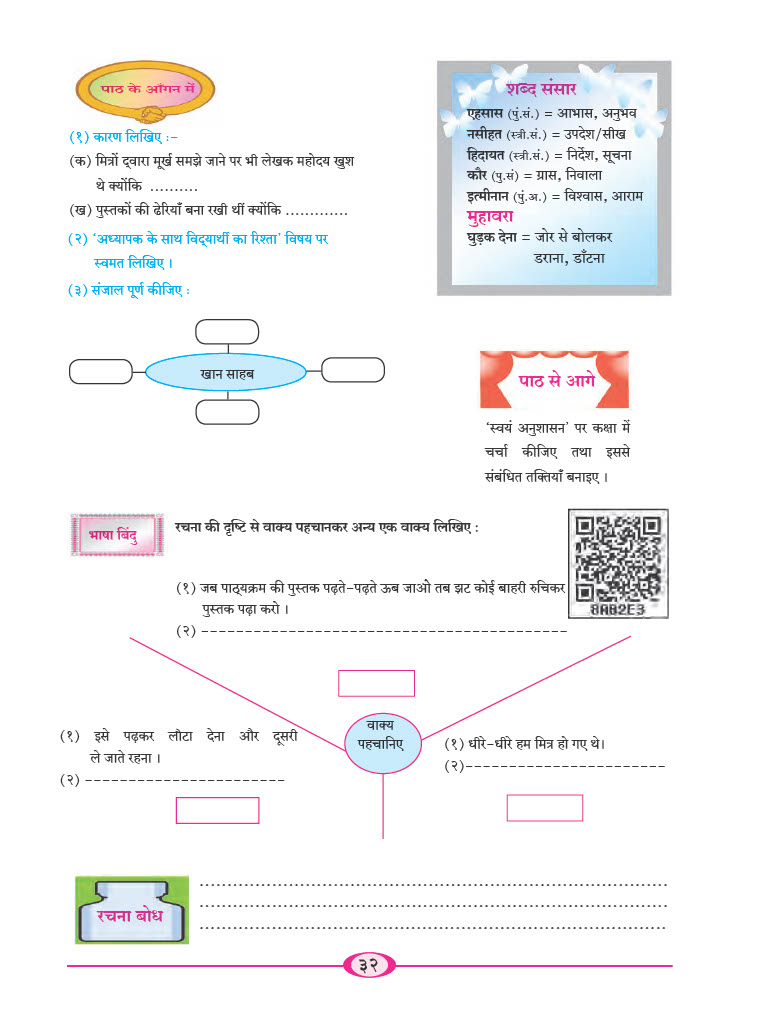 पाठ के आँगन में
(१) कारण लिखिए :-
(क) मित्रों द्‌वारा मूर्ख समझे जाने पर भी लेखक महोदय खुश
थे क्योंकि ..........
(ख) पुस्तकों की ढेरियाँ बना रखी थीं क्योंकि .............
(२) ‘अध्यापक के साथ विद्‌यार्थी का रिश्ता’ विषय पर
स्वमत लिखिए ।
(३) संजाल पूर्ण कीजिए :
खान साहब
शब्द संसार
एहसास (पुं.सं.) = आभास, अनुभव
नसीहत (स्त्री.सं.) = उपदेश/सीख
हिदायत (स्त्री.सं.) = निर्देश, सूचना
कौर (पु.सं) = ग्रास, निवाला
इत्मीनान (पुं.अ.) = विश्वास, आराम
मुहावरा
घुड़क देना = जोर से बोलकर
डराना, डाँटना
पाठ से आगे
‘स्वयं अनुशासन’ पर कक्षा में
चर्चा कीजिए तथा इससे
संबंधित तक्तियाँ बनाइए ।
भाषा बिंदु
रचना की दृष्टि से वाक्य पहचानकर अन्य एक वाक्य लिखिए :
(१) जब पाठ्‌यक्रम की पुस्तक पढ़ते-पढ़ते ऊब जाओ तब झट कोई बाहरी रुचिकर
पुस्तक पढ़ा करो ।
(२) ------------------------------------------
8AB2E3
वाक्य
पहचानिए
(१) इसे पढ़कर लौटा देना और दूसरी
ले जाते रहना ।
(२) -----------------------
(१) धीरे-धीरे हम मित्र हो गए थे।
(२)-----------------------
रचना बोध
......................................................................................
......................................................................................
......................................................................................
३२